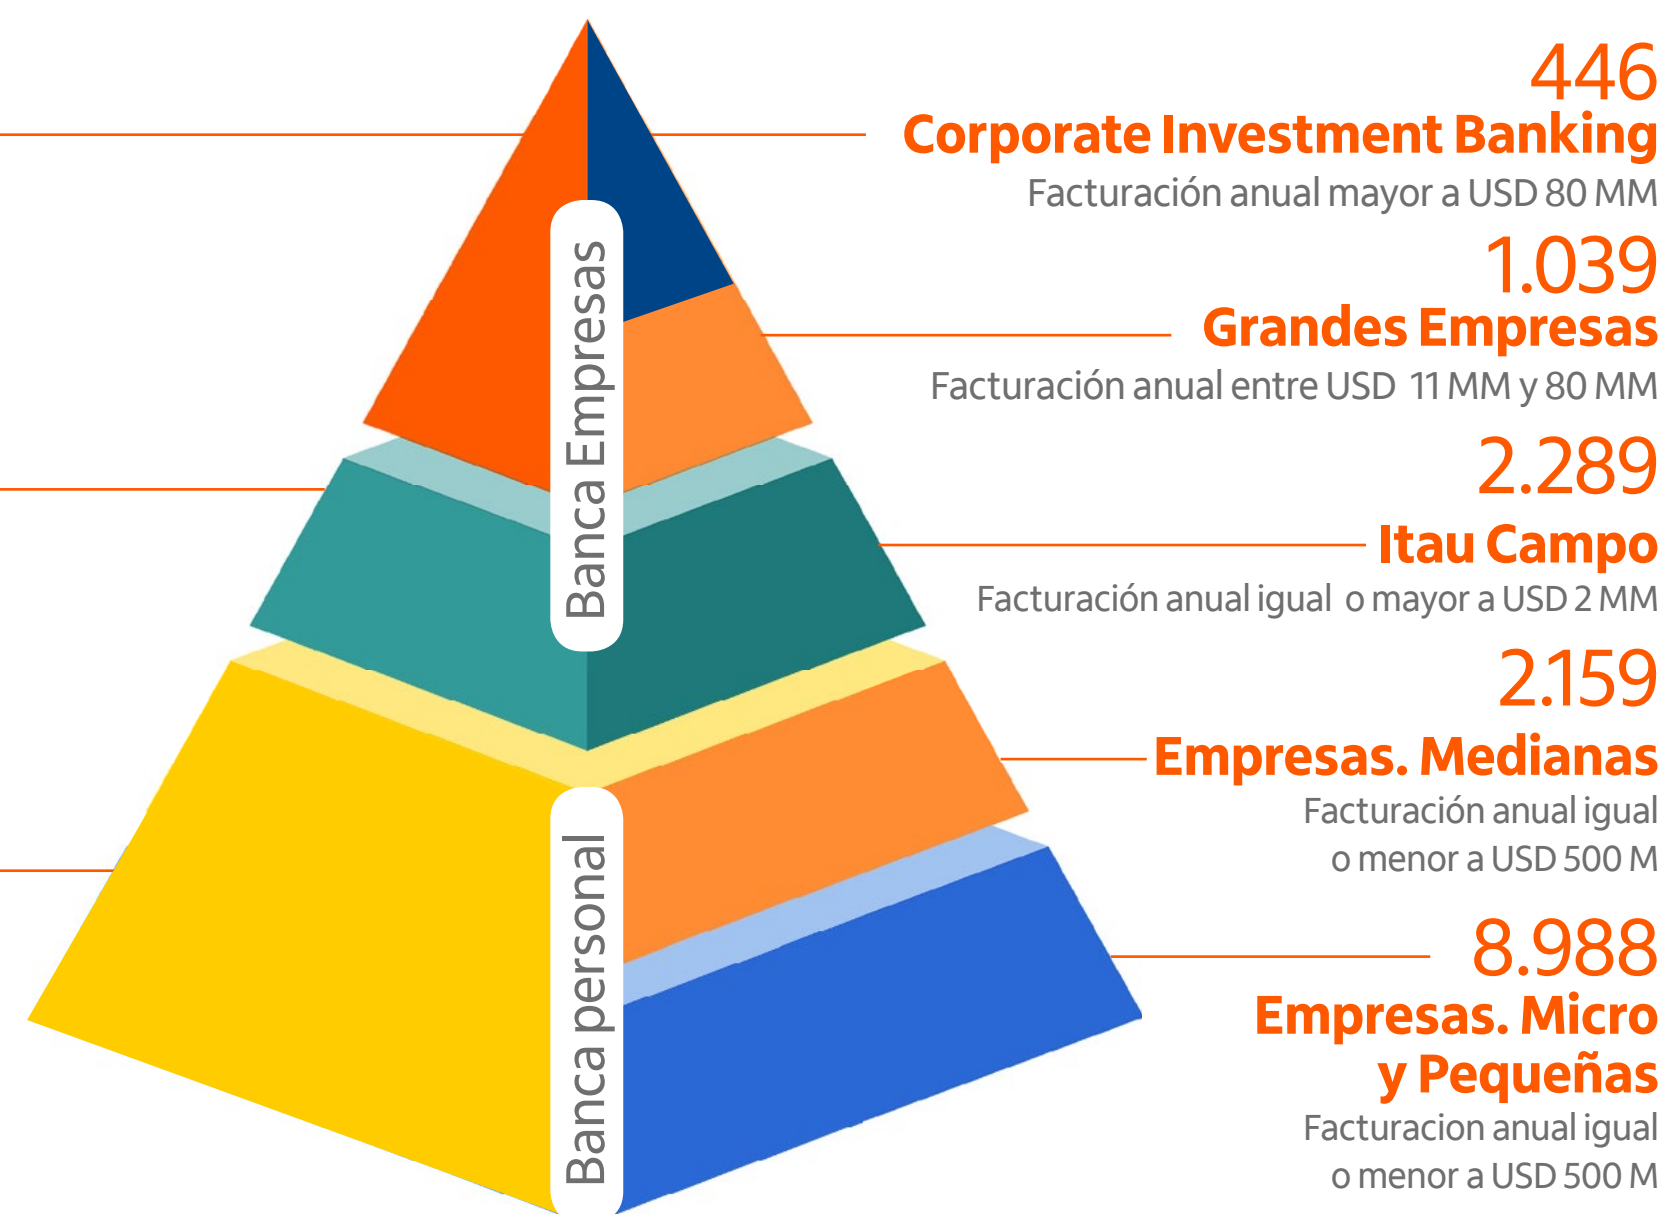 446
Corporate Investment Banking
Facturación anual mayor a USD 80 MM
1.039
Grandes Empresas
Facturación anual entre USD 11 MM y 80 MM
2.289
Itau Campo
Facturación anual igual o mayor a USD 2 MM
2.159
Empresas. Medianas
Facturación anual igual
o menor a USD 500 M
8.988
Empresas. Micro
y Pequeñas
Facturacion anual igual
o menor a USD 500 M
Banca Empresas
Banca personal